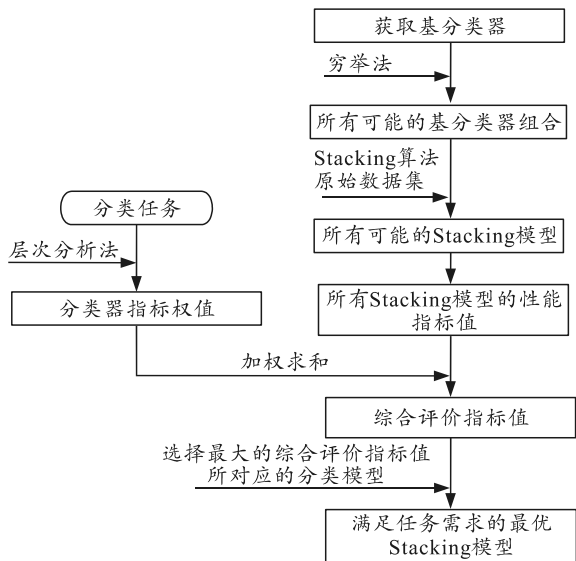 获取基分类器
穷举法
所有可能的基分类器组合
Stacking算法
原始数据集
分类任务
所有可能的Stacking模型
层次分析法
分类器指标权值
所有Stacking模型的性能
指标值
加权求和
综合评价指标值
选择最大的综合评价指标值
所对应的分类模型
满足任务需求的最优
Stacking模型